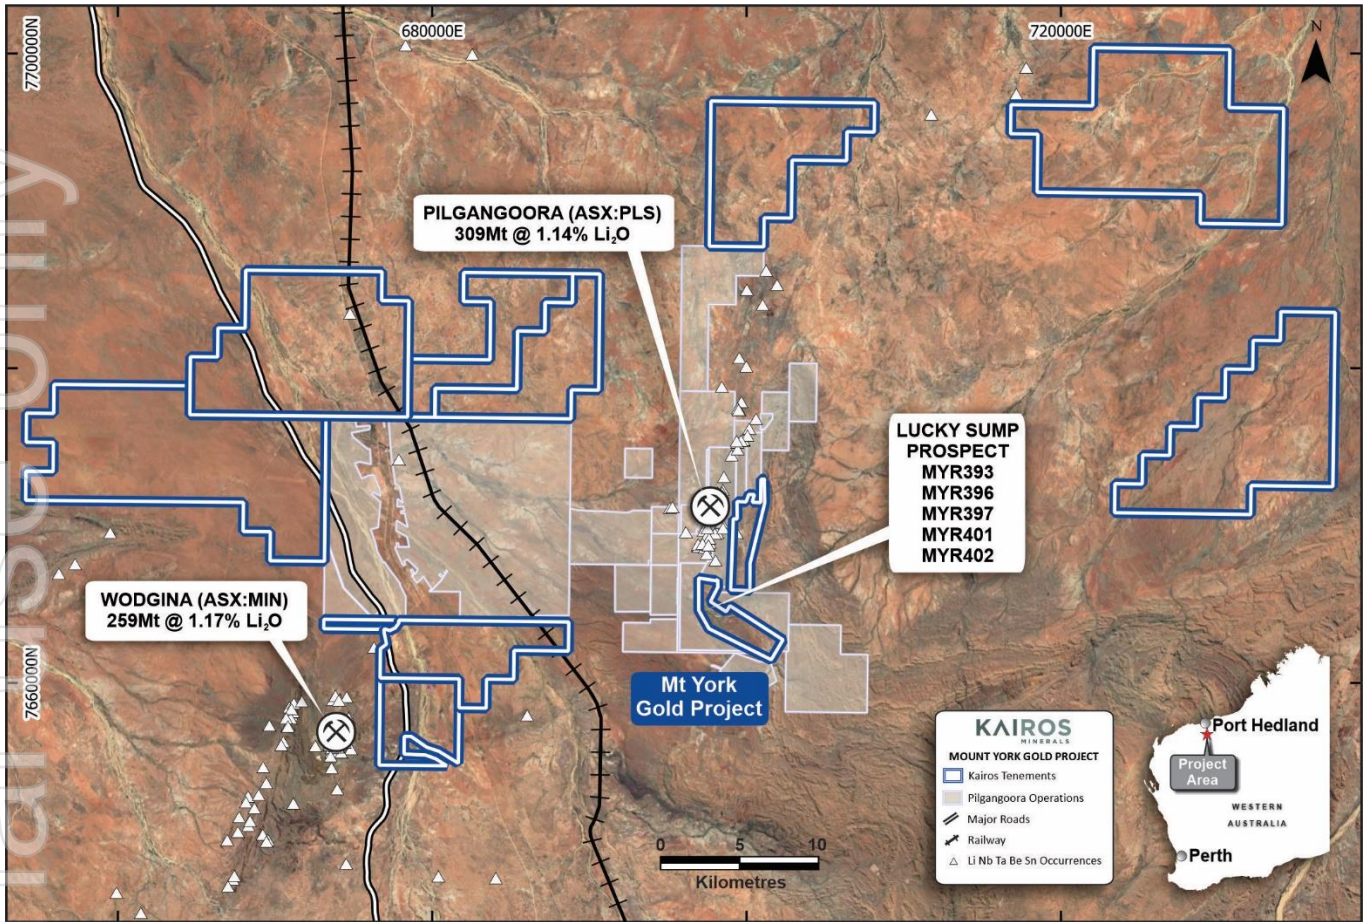 680000E
720000E
N
7700000N
PILGANGOORA (ASX:PLS)
309Mt @ 1.14% Li₂O
LUCKY SUMP
PROSPECT
MYR393
MYR396
MYR397
MYR401
MYR402
WODGINA (ASX:MIN)
259Mt @ 1.17% Li₂O
7660000N
Mt York
Gold Project
0 5 10
Kilometres
KAIROS
MINERALS
MOUNT YORK GOLD PROJECT
Kairos Tenements
Pilgangoora Operations
Major Roads
Railway
Li Nb Ta Be Sn Occurrences
Port Hedland
Project
Area
WESTERN
AUSTRALIA
Perth